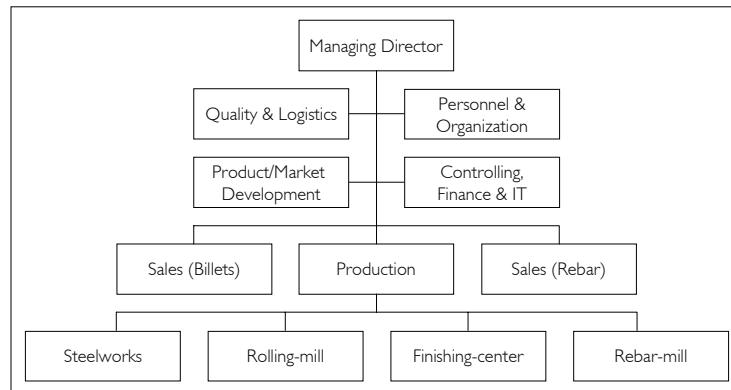 Managing Director
Quality & Logistics
Personnel &
Organization
Product/Market
Development
Controlling,
Finance & IT
Sales (Billets)
Production
Sales (Rebar)
Steelworks
Rolling-mill
Finishing-center
Rebar-mill